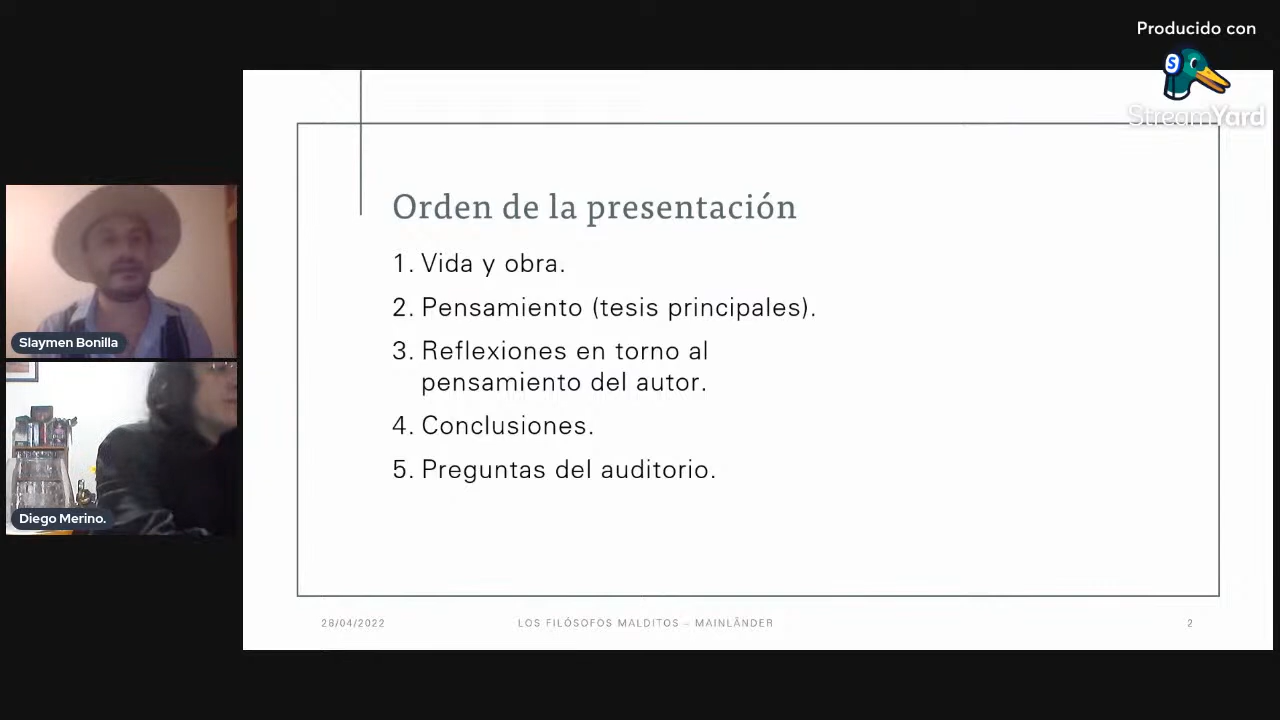 Producido con
StreamYard
Orden de la presentación
1. Vida y obra.
2. Pensamiento (tesis principales).
3. Reflexiones en torno al
pensamiento del autor.
4. Conclusiones.
5. Preguntas del auditorio.
28/04/2022
LOS FILÓSOFOS MALDITOS – MAINLÄNDER
2
Slaymen Bonilla
Diego Merino.